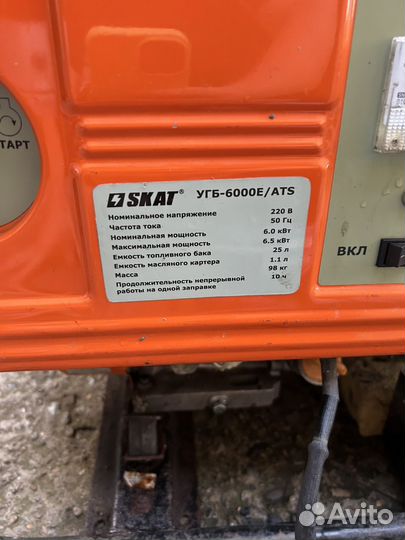 ТАРТ
SKAT® УГБ-6000Е/ATS
Номинальное напряжение 220 В
Частота тока 50 Гц
Номинальная мощность 6.0 кВт
Максимальная мощность 6.5 кВт
Емкость топливного бака 25 л
Емкость масляного картера 1.1 л
Масса 98 кг
Продолжительность непрерывной
работы на одной заправке 10 ч
ВКЛ
Avito